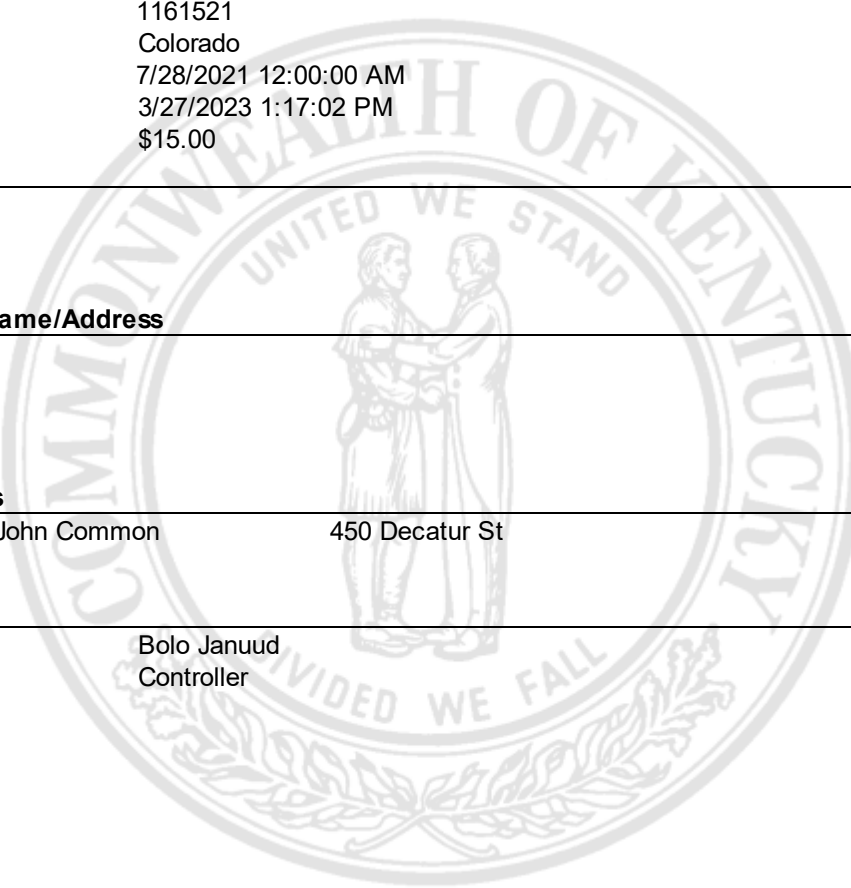 1161521
Colorado
7/28/2021 12:00:00 AM
3/27/2023 1:17:02 PM
$15.00
COMMONWEALTH OF KENTUCKY
UNITED WE STAND
ame/Address
s
John Common 450 Decatur St
Bolo Januud
Controller
DIVIDED WE FALL